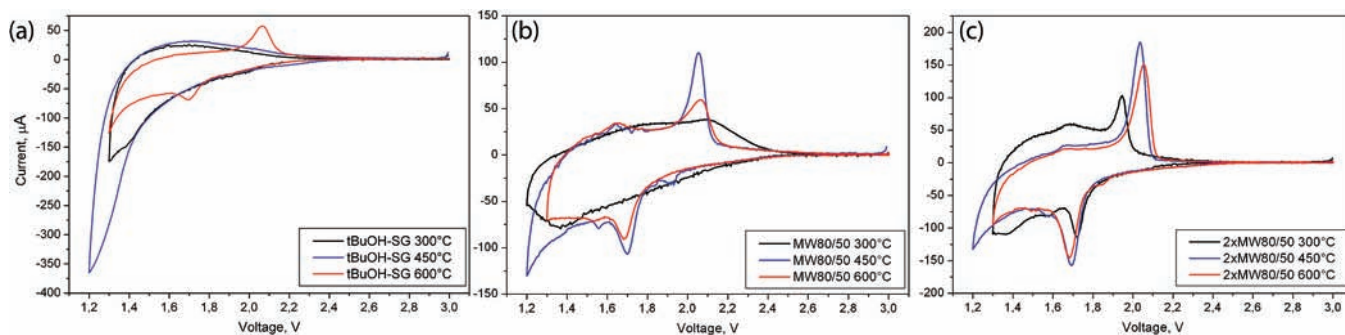 (a)
50
0
-50
-100
-150
-200
-250
-300
-350
-400
Current, µA
tBuOH-SG 300°C
tBuOH-SG 450°C
tBuOH-SG 600°C
1,2 1,4 1,6 1,8 2,0 2,2 2,4 2,6 2,8 3,0
Voltage, V
(b)
150
100
50
0
-50
-100
-150
MW80/50 300°C
MW80/50 450°C
MW80/50 600°C
1,2 1,4 1,6 1,8 2,0 2,2 2,4 2,6 2,8 3,0
Voltage, V
(c)
200
150
100
50
0
-50
-100
-150
-200
2xMW80/50 300°C
2xMW80/50 450°C
2xMW80/50 600°C
1,2 1,4 1,6 1,8 2,0 2,2 2,4 2,6 2,8 3,0
Voltage, V